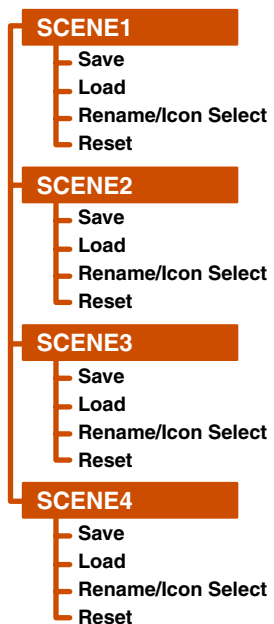 SCENE1
Save
Load
Rename/Icon Select
Reset
SCENE2
Save
Load
Rename/Icon Select
Reset
SCENE3
Save
Load
Rename/Icon Select
Reset
SCENE4
Save
Load
Rename/Icon Select
Reset